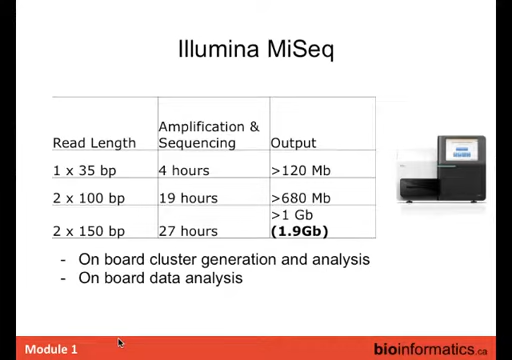 Illumina MiSeq
Amplification &
Read Length Sequencing Output
1 x 35 bp 4 hours >120 Mb
2 x 100 bp 19 hours >680 Mb
>1 Gb
2 x 150 bp 27 hours (1.9Gb)
- On board cluster generation and analysis
- On board data analysis
Module 1 bioinformatics.ca